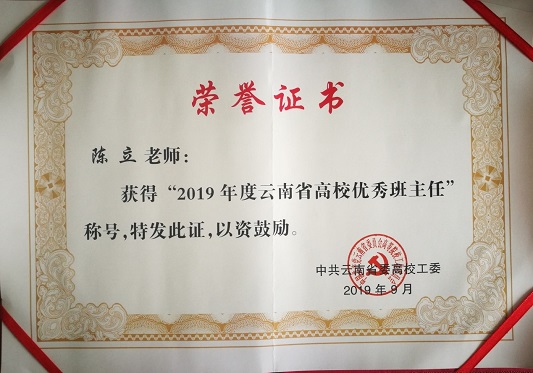 荣誉证书
陈立老师：
获得“2019年度云南省高校优秀班主任”
称号，特发此证，以资鼓励。
中共云南省委高校工委
2019年9月